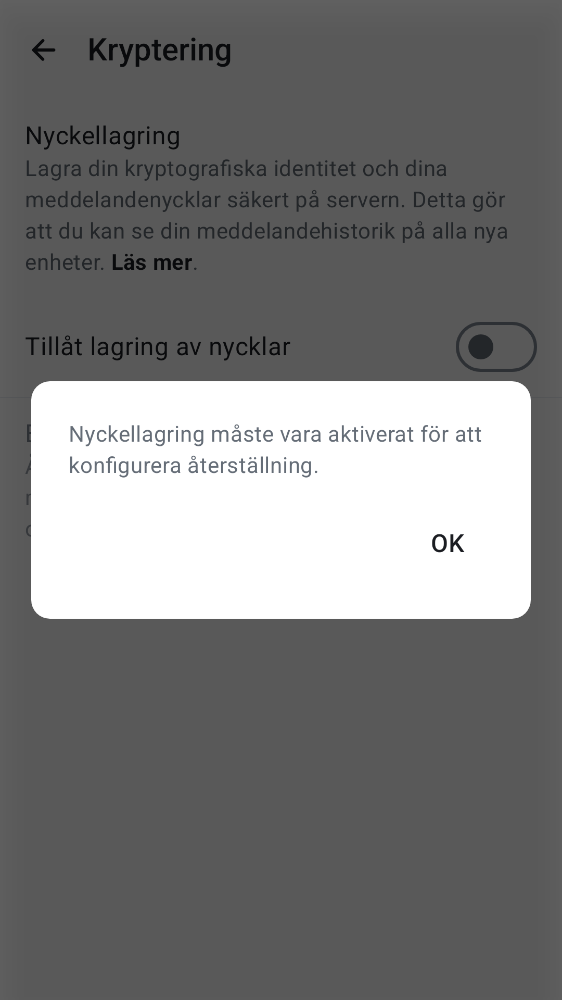 Kryptering
Nyckellagring
Lagra din kryptografiska identitet och dina
meddelandenycklar säkert på servern. Detta gör
att du kan se din meddelandehistorik på alla nya
enheter. Läs mer.
Tillåt lagring av nycklar
Nyckellagring måste vara aktiverat för att
konfigurera återställning.
OK